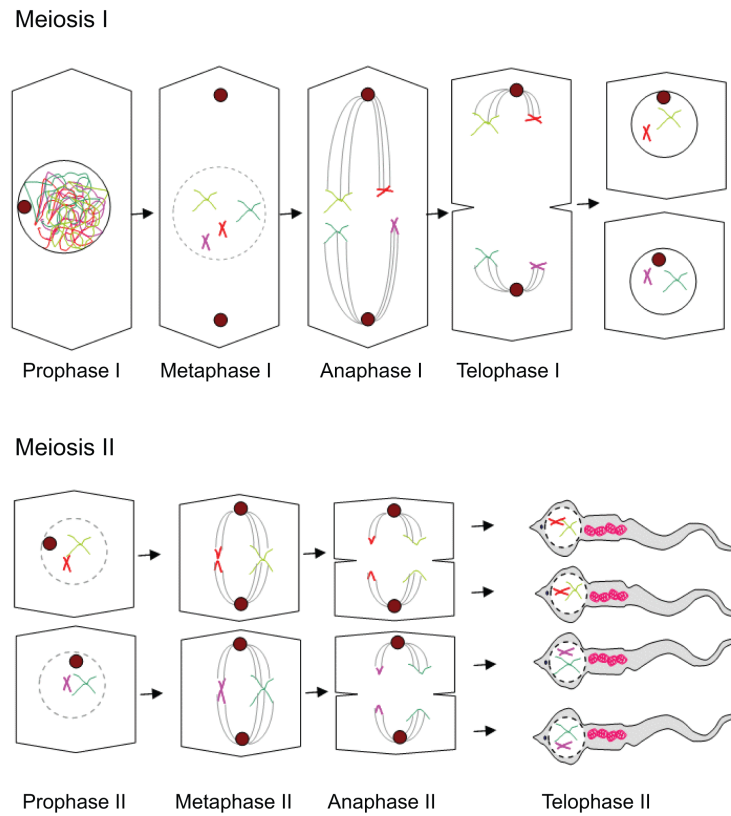 Meiosis I
Prophase I
Metaphase I
Anaphase I
Telophase I
Meiosis II
Prophase II
Metaphase II
Anaphase II
Telophase II